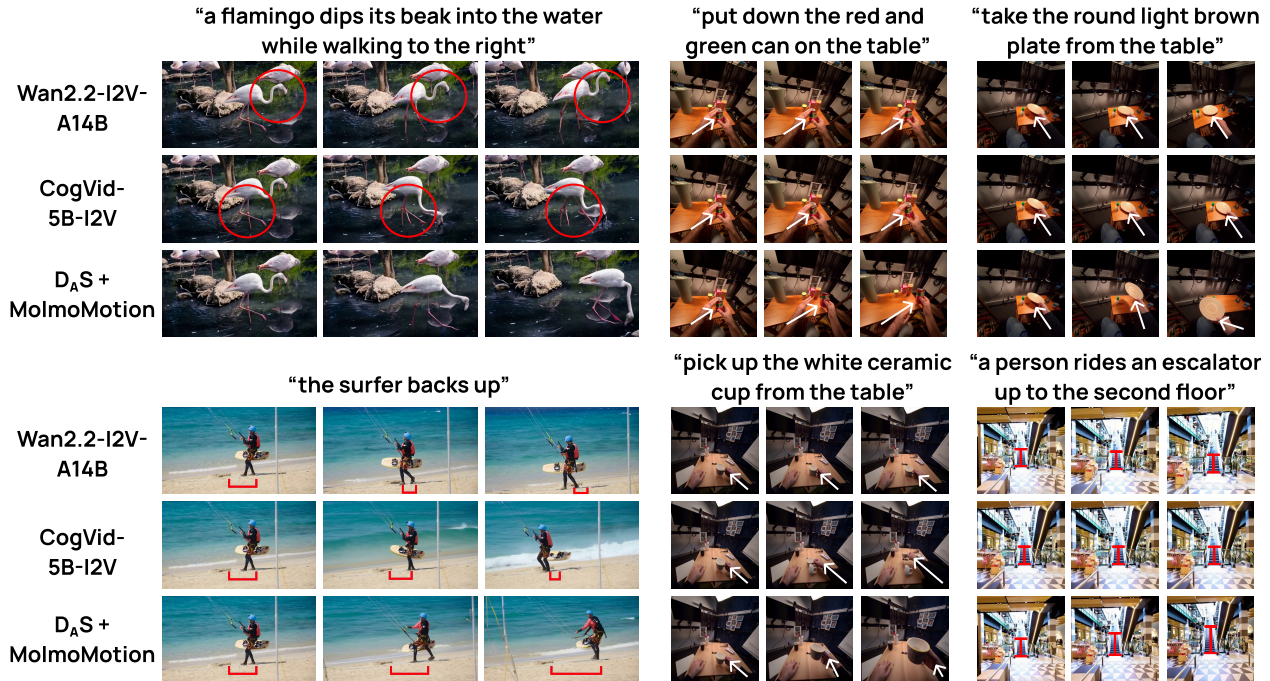 “a flamingo dips its beak into the water
while walking to the right”
“put down the red and
green can on the table”
“take the round light brown
plate from the table”
Wan2.2-I2V-
A14B
CogVid-
5B-I2V
DAS +
MolmoMotion
“the surfer backs up”
“pick up the white ceramic
cup from the table”
“a person rides an escalator
up to the second floor”
Wan2.2-I2V-
A14B
CogVid-
5B-I2V
DAS +
MolmoMotion